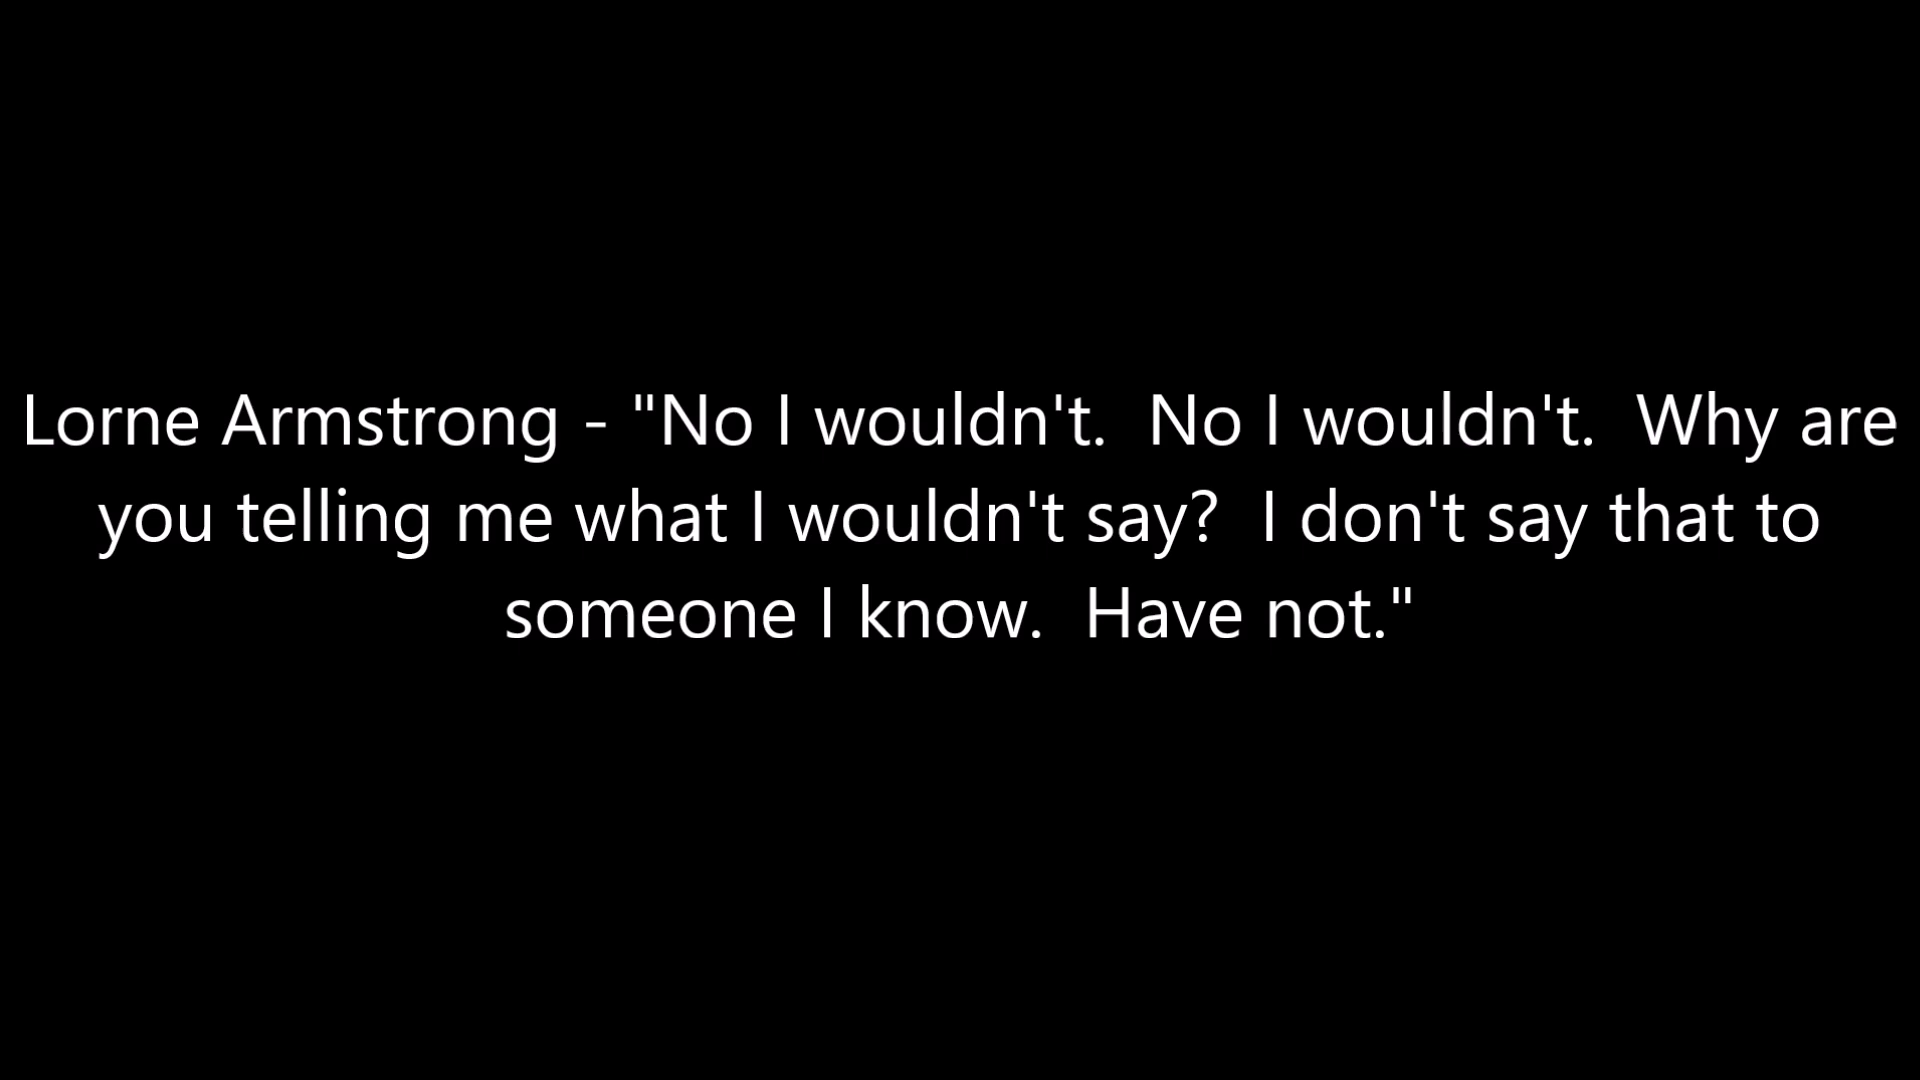 Lorne Armstrong - "No I wouldn't.  No I wouldn't.  Why are
you telling me what I wouldn't say?  I don't say that to
someone I know.  Have not."